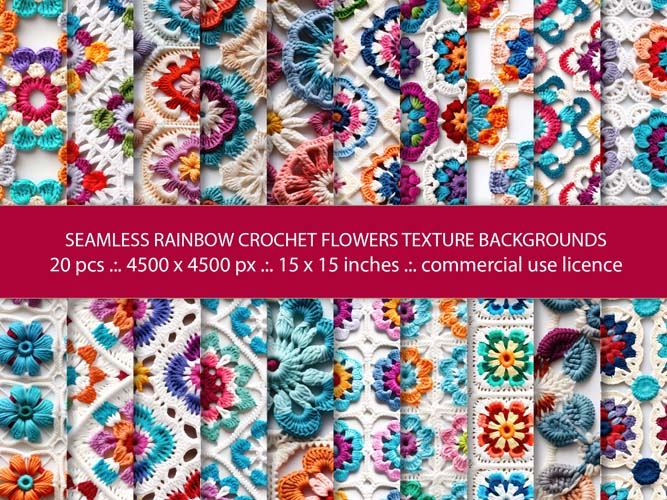 SEAMLESS RAINBOW CROCHET FLOWERS TEXTURE BACKGROUNDS
20 pcs .:. 4500 x 4500 px .:. 15 x 15 inches .:. commercial use licence